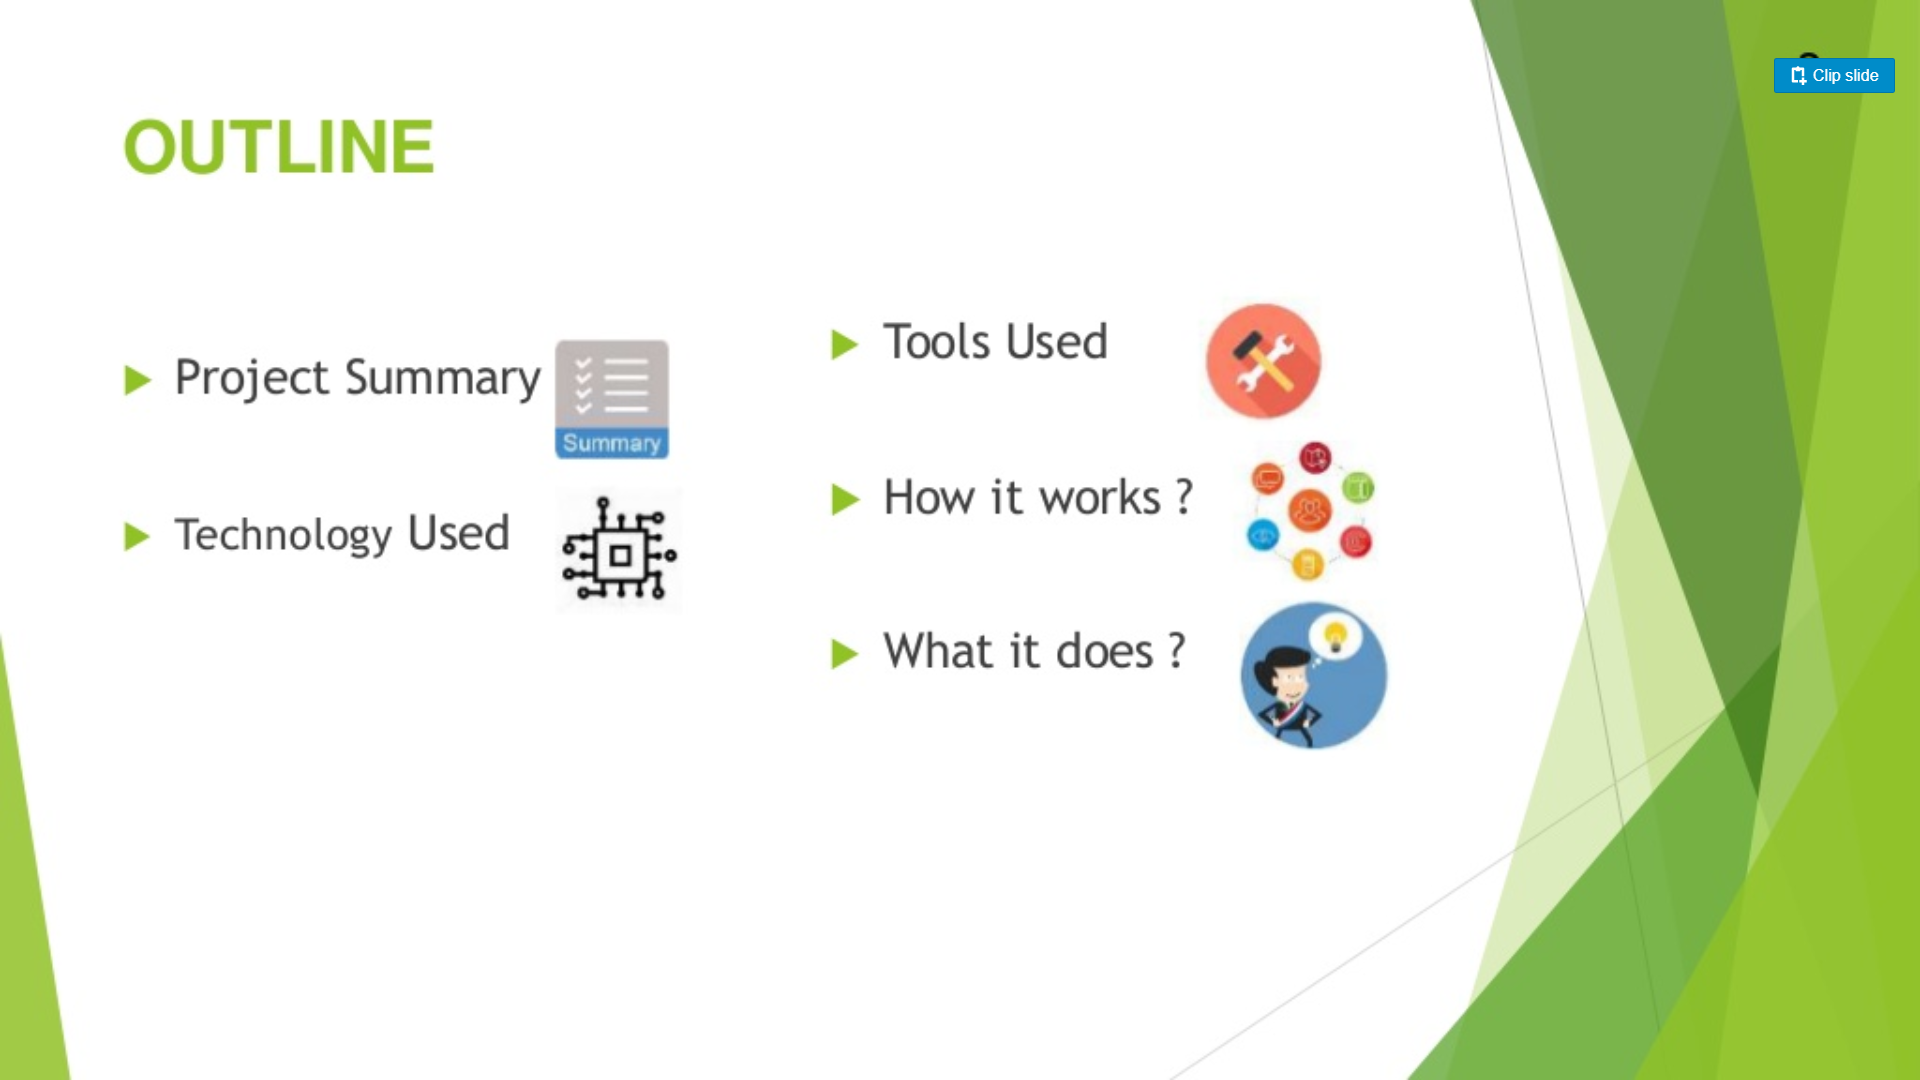 Clip slide
OUTLINE
Project Summary
Summary
Technology Used
Tools Used
How it works ?
What it does ?